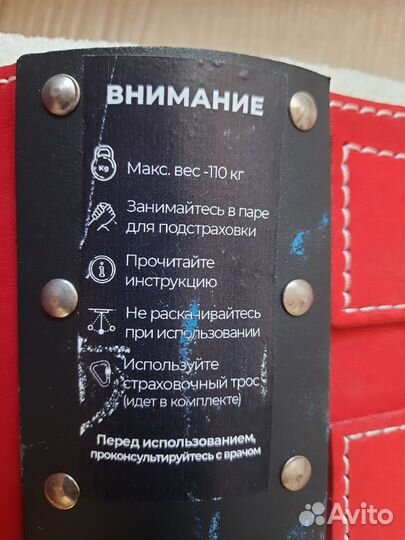 ВНИМАНИЕ
Kg
Макс. вес -110 кг
Занимайтесь в паре
для подстраховки
Прочитайте
инструкцию
Не раскачивайтесь
при использовании
Используйте
страховочный трос
(идет в комплекте)
Перед использованием,
проконсультируйтесь с врачом
Avito